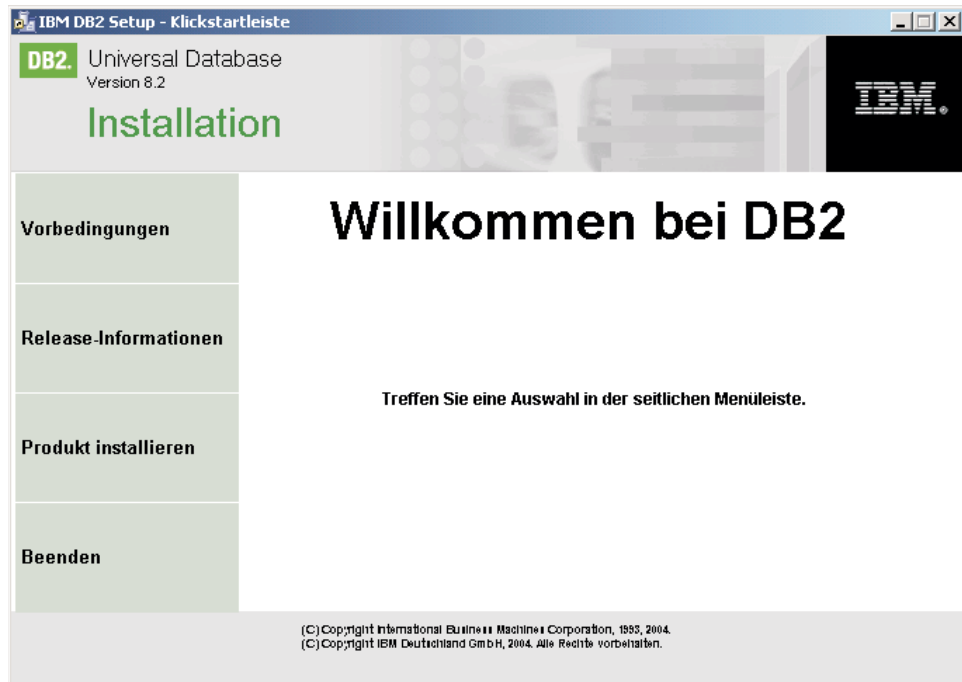 IBM DB2 Setup - Klickstartleiste
DB2. Universal Database
Version 8.2
Installation
IBM®
Vorbedingungen
Willkommen bei DB2
Release-Informationen
Treffen Sie eine Auswahl in der seitlichen Menüleiste.
Produkt installieren
Beenden
(C) Copyright International Business Machines Corporation, 1993, 2004.
(C) Copyright IBM Deutschland GmbH, 2004. Alle Rechte vorbehalten.